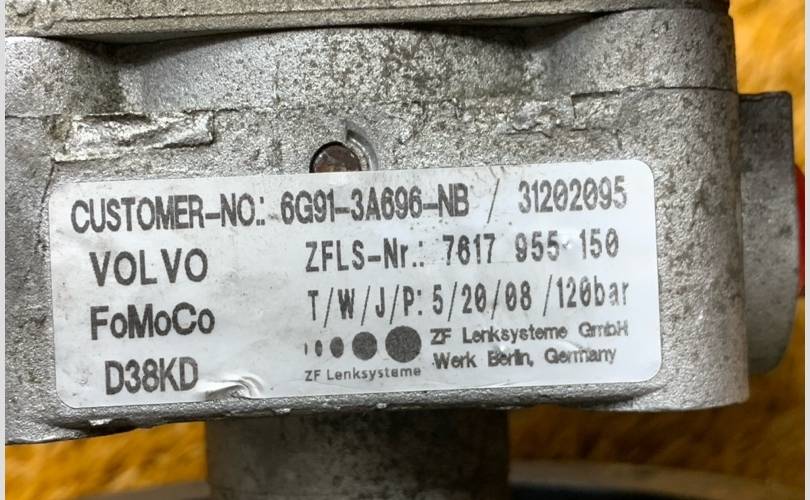 CUSTOMER-NO.: 6G91-3A696-NB / 31202095
VOLVO
ZFLS-Nr.: 7617 955 150
FoMoCo
T/W/J/P: 5/20/08 /120bar
D38KD
ZF Lenksysteme
ZF Lenksysteme GmbH
Werk Berlin, Germany